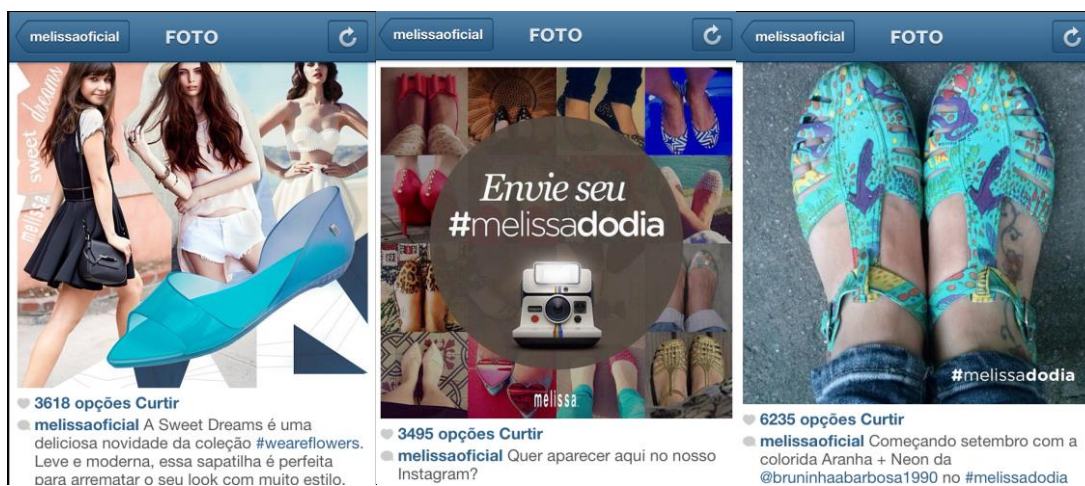 melissaoficial
FOTO
melissa
sweet dreams
3618 opções Curtir
melissaoficial A Sweet Dreams é uma
deliciosa novidade da coleção #weareflowers.
Leve e moderna, essa sapatilha é perfeita
para arrematar o seu look com muito estilo.
melissaoficial
FOTO
Envie seu
#melissadodia
melissa
3495 opções Curtir
melissaoficial Quer aparecer aqui no nosso
Instagram?
melissaoficial
FOTO
#melissadodia
6235 opções Curtir
melissaoficial Começando setembro com a
colorida Aranha + Neon da
@bruninhaabarbosa1990 no #melissadodia